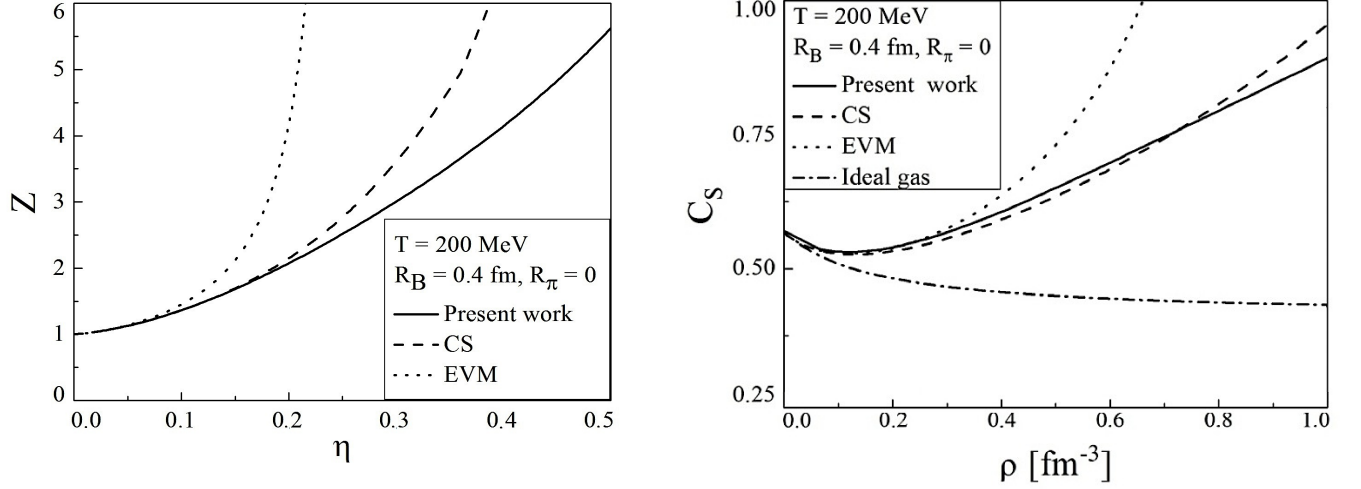 6
5
4
3
2
1
0
Z
0.0 0.1 0.2 0.3 0.4 0.5
η
T = 200 MeV
R_B = 0.4 fm, R_π = 0
Present work
CS
EVM
1.00
0.75
0.50
0.25
C_S
0.0 0.2 0.4 0.6 0.8 1.0
ρ [fm⁻³]
T = 200 MeV
R_B = 0.4 fm, R_π = 0
Present work
CS
EVM
Ideal gas